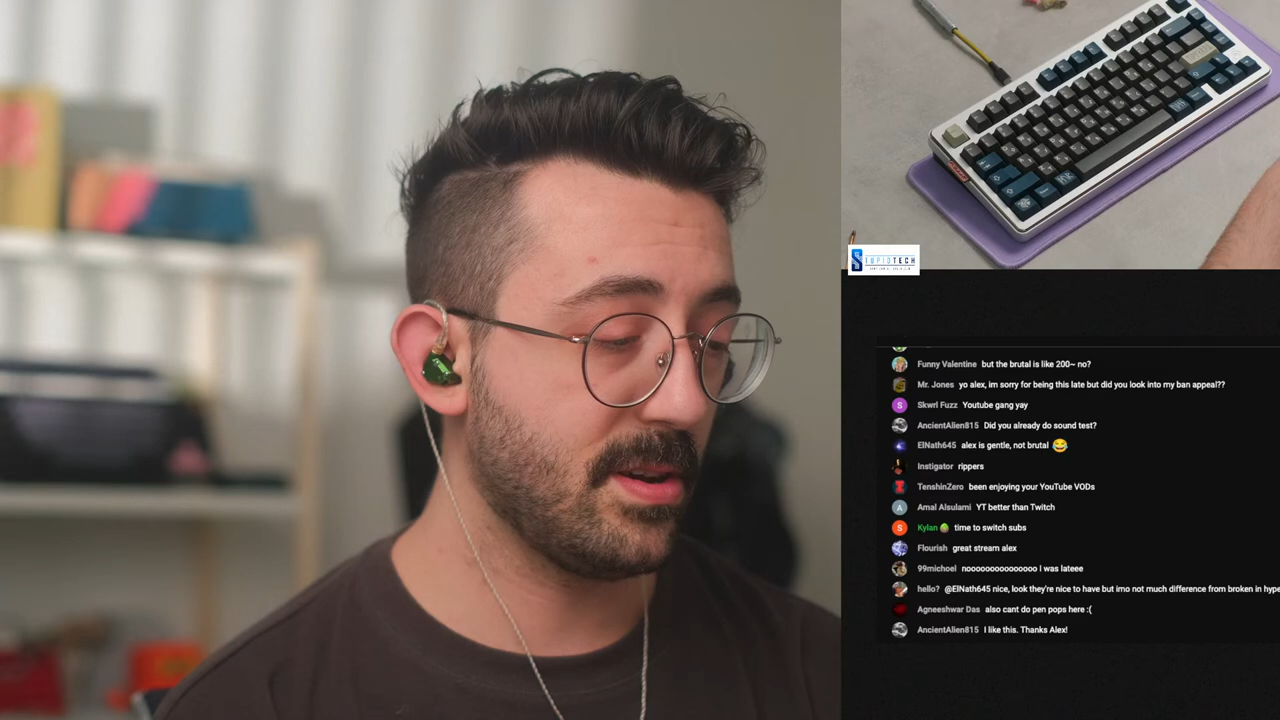 STUPIDTECH
Funny Valentine but the brutal is like 200~ no?
Mr. Jones yo alex, im sorry for being this late but did you look into my ban appeal??
Skwrl Fuzz Youtube gang yay
AncientAlien815 Did you already do sound test?
ElNath645 alex is gentle, not brutal 😂
Instigator rippers
TenshinZero been enjoying your YouTube VODs
Amal Alsulami YT better than Twitch
Kylan time to switch subs
Flourish great stream alex
99michoel nooooooooooooooo I was lateee
hello? @ElNath645 nice, look they're nice to have but imo not much difference from broken in hype
Agneeshwar Das also cant do pen pops here :(
AncientAlien815 I like this. Thanks Alex!